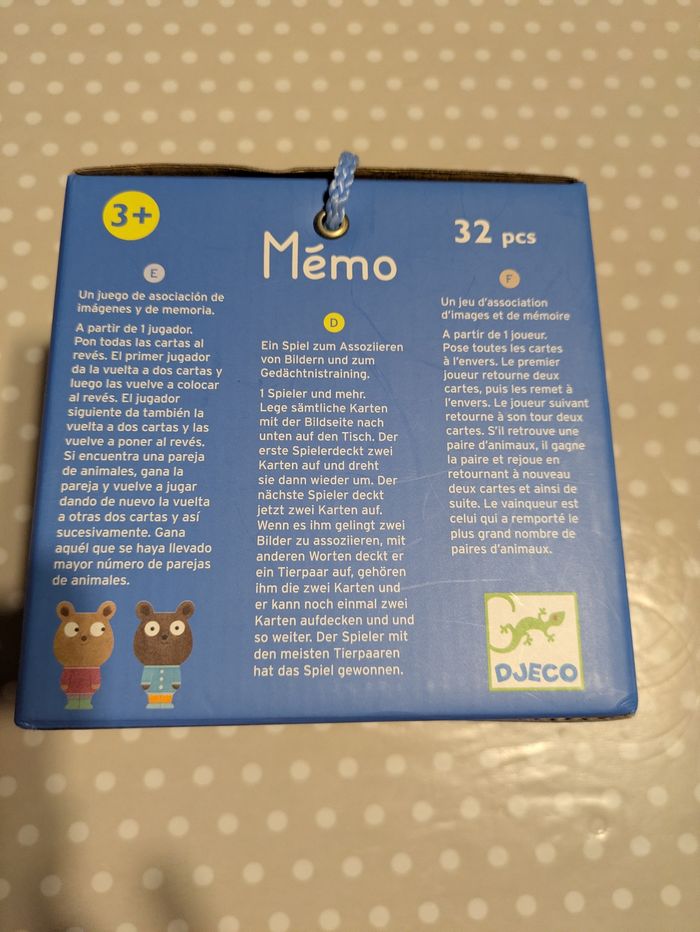 3+
Mémo
32 pcs
E
Un juego de asociación de
imágenes y de memoria.
A partir de 1 jugador.
Pon todas las cartas al
revés. El primer jugador
da la vuelta a dos cartas y
luego las vuelve a colocar
al revés. El jugador
siguiente da también la
vuelta a dos cartas y las
vuelve a poner al revés.
Si encuentra una pareja
de animales, gana la
pareja y vuelve a jugar
dando de nuevo la vuelta
a otras dos cartas y así
sucesivamente. Gana
aquél que se haya llevado
mayor número de parejas
de animales.
D
Ein Spiel zum Assoziieren
von Bildern und zum
Gedächtnistraining.
1 Spieler und mehr.
Lege sämtliche Karten
mit der Bildseite nach
unten auf den Tisch. Der
erste Spielerdeckt zwei
Karten auf und dreht
sie dann wieder um. Der
nächste Spieler deckt
jetzt zwei Karten auf.
Wenn es ihm gelingt zwei
Bilder zu assoziieren, mit
anderen Worten deckt er
ein Tierpaar auf, gehören
ihm die zwei Karten und
er kann noch einmal zwei
Karten aufdecken und und
so weiter. Der Spieler mit
den meisten Tierpaaren
hat das Spiel gewonnen.
F
Un jeu d'association
d'images et de mémoire
A partir de 1 joueur.
Pose toutes les cartes
à l'envers. Le premier
joueur retourne deux
cartes, puis les remet à
l'envers. Le joueur suivant
retourne à son tour deux
cartes. S'il retrouve une
paire d'animaux, il gagne
la paire et rejoue en
retournant à nouveau
deux cartes et ainsi de
suite. Le vainqueur est
celui qui a remporté le
plus grand nombre de
paires d'animaux.
DJECO